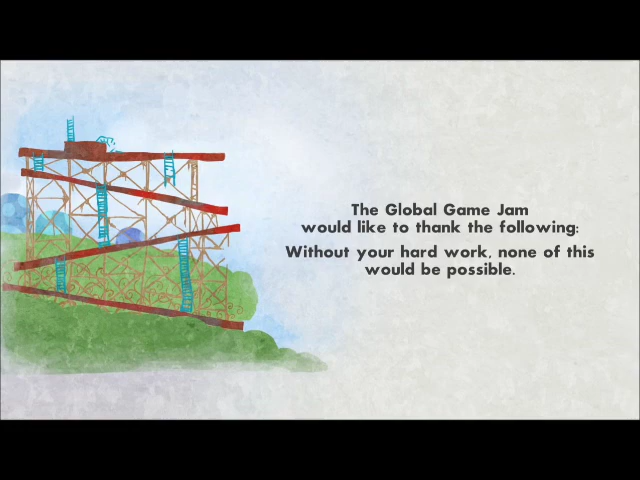 The Global Game Jam
would like to thank the following:
Without your hard work, none of this
would be possible.